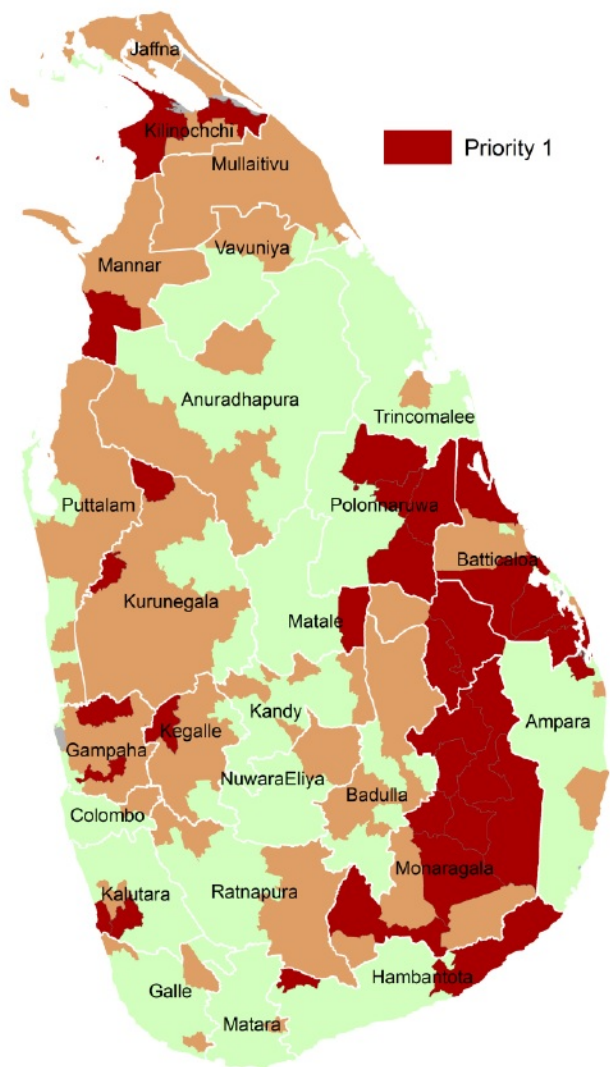 Jaffna
Kilinochchi
Priority 1
Mullaitivu
Vavuniya
Mannar
Anuradhapura
Trincomalee
Puttalam
Polonnaruwa
Batticaloa
Kurunegala
Matale
Kandy
Ampara
Kegalle
Gampaha
NuwaraEliya
Badulla
Colombo
Monaragala
Kalutara
Ratnapura
Hambantota
Galle
Matara